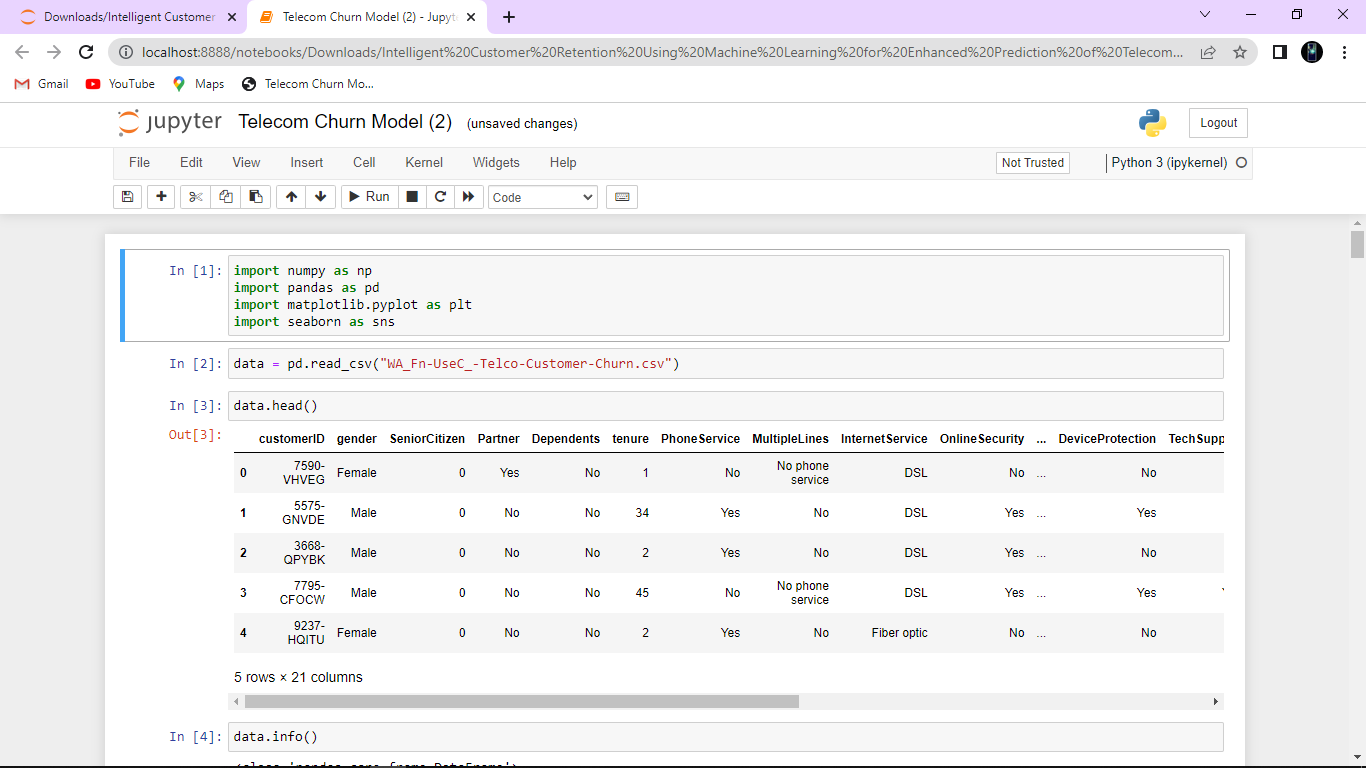 Downloads/Intelligent Customer
Telecom Churn Model (2) - Jupyt
localhost:8888/notebooks/Downloads/Intelligent%20Customer%20Retention%20Using%20Machine%20Learning%20for%20Enhanced%20Prediction%20of%20Telecom...
Gmail YouTube Maps Telecom Churn Mo...
jupyter Telecom Churn Model (2) (unsaved changes) Logout
File Edit View Insert Cell Kernel Widgets Help Not Trusted Python 3 (ipykernel)
Run Code
In [1]: import numpy as np
import pandas as pd
import matplotlib.pyplot as plt
import seaborn as sns
In [2]: data = pd.read_csv("WA_Fn-UseC_-Telco-Customer-Churn.csv")
In [3]: data.head()
Out[3]:
customerID gender SeniorCitizen Partner Dependents tenure PhoneService MultipleLines InternetService OnlineSecurity ... DeviceProtection TechSupp
0 7590-VHVEG Female 0 Yes No 1 No No phone service DSL No ... No
1 5575-GNVDE Male 0 No No 34 Yes No DSL Yes ... Yes
2 3668-QPYBK Male 0 No No 2 Yes No DSL Yes ... No
3 7795-CFOCW Male 0 No No 45 No No phone service DSL Yes ... Yes
4 9237-HQITU Female 0 No No 2 Yes No Fiber optic No ... No
5 rows × 21 columns
In [4]: data.info()